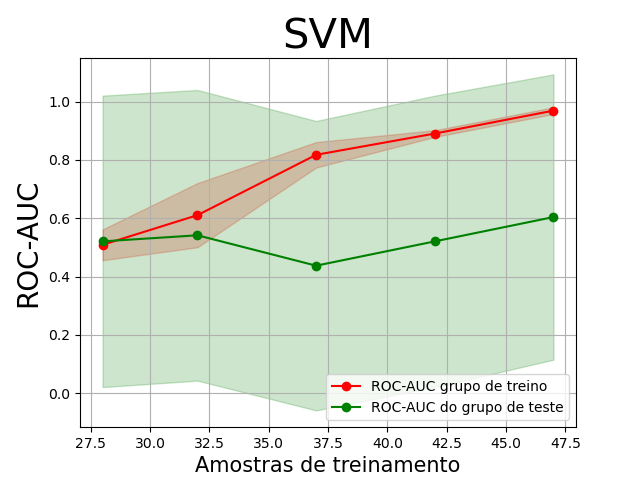 SVM
ROC-AUC
1.0
0.8
0.6
0.4
0.2
0.0
ROC-AUC grupo de treino
ROC-AUC do grupo de teste
27.5 30.0 32.5 35.0 37.5 40.0 42.5 45.0 47.5
Amostras de treinamento